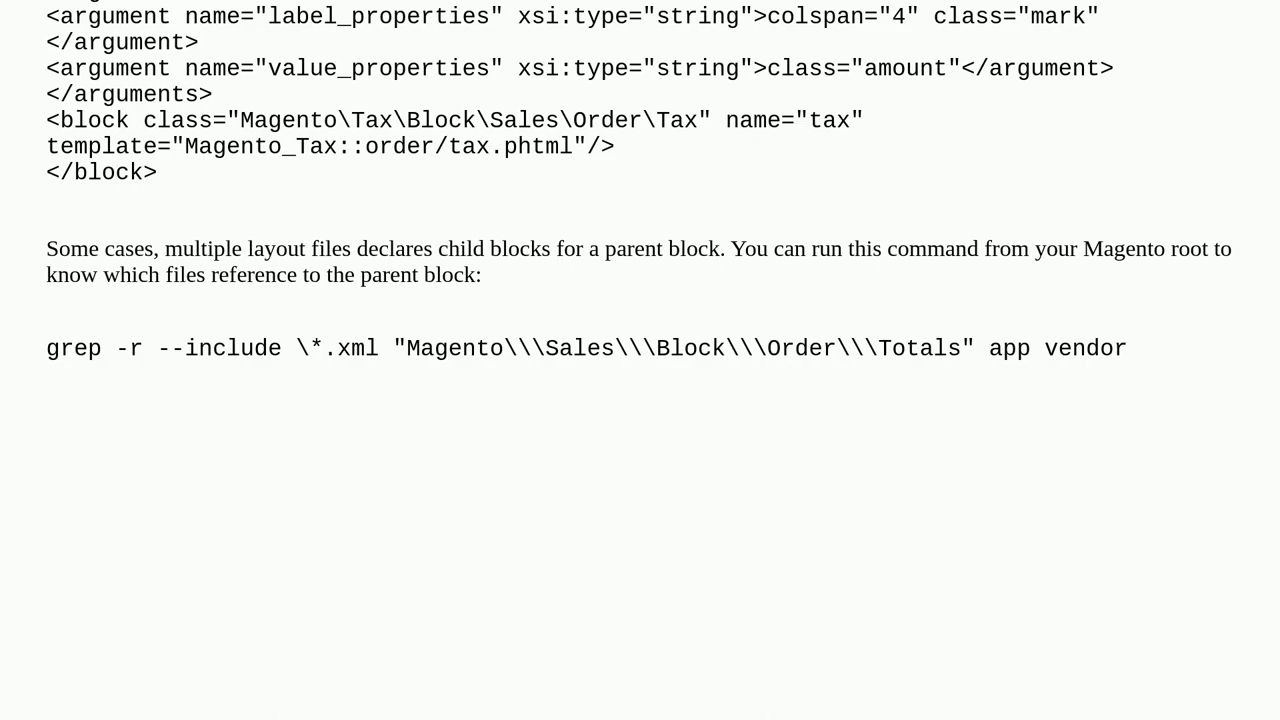 <argument name="label_properties" xsi:type="string">colspan="4" class="mark"
</argument>
<argument name="value_properties" xsi:type="string">class="amount"</argument>
</arguments>
<block class="Magento\Tax\Block\Sales\Order\Tax" name="tax"
template="Magento_Tax::order/tax.phtml"/>
</block>
Some cases, multiple layout files declares child blocks for a parent block. You can run this command from your Magento root to
know which files reference to the parent block:
grep -r --include \*.xml "Magento\\\Sales\\\Block\\\Order\\\Totals" app vendor